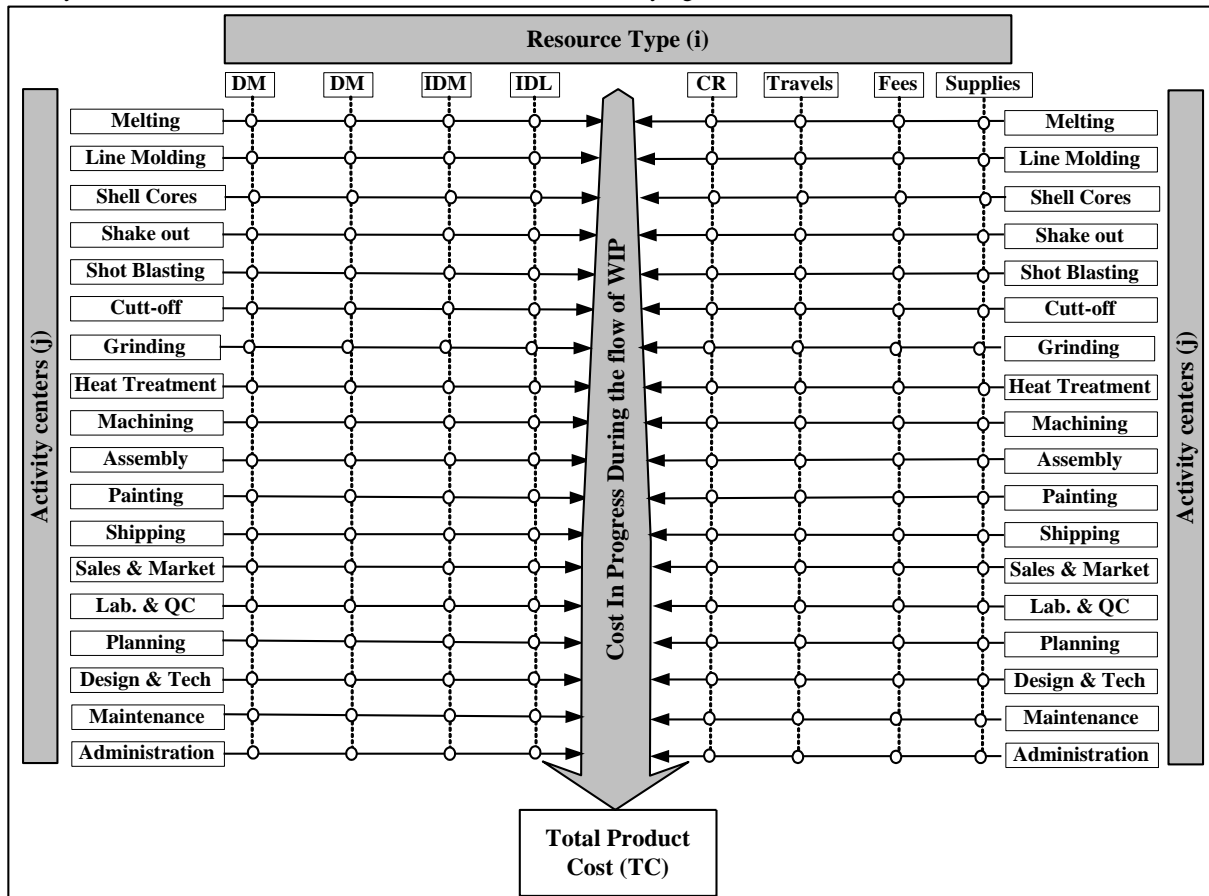 Resource Type (i)
DM DM IDM IDL CR Travels Fees Supplies
Activity centers (j)
Melting
Line Molding
Shell Cores
Shake out
Shot Blasting
Cutt-off
Grinding
Heat Treatment
Machining
Assembly
Painting
Shipping
Sales & Market
Lab. & QC
Planning
Design & Tech
Maintenance
Administration
Cost In Progress During the flow of WIP
Melting
Line Molding
Shell Cores
Shake out
Shot Blasting
Cutt-off
Grinding
Heat Treatment
Machining
Assembly
Painting
Shipping
Sales & Market
Lab. & QC
Planning
Design & Tech
Maintenance
Administration
Activity centers (j)
Total Product
Cost (TC)